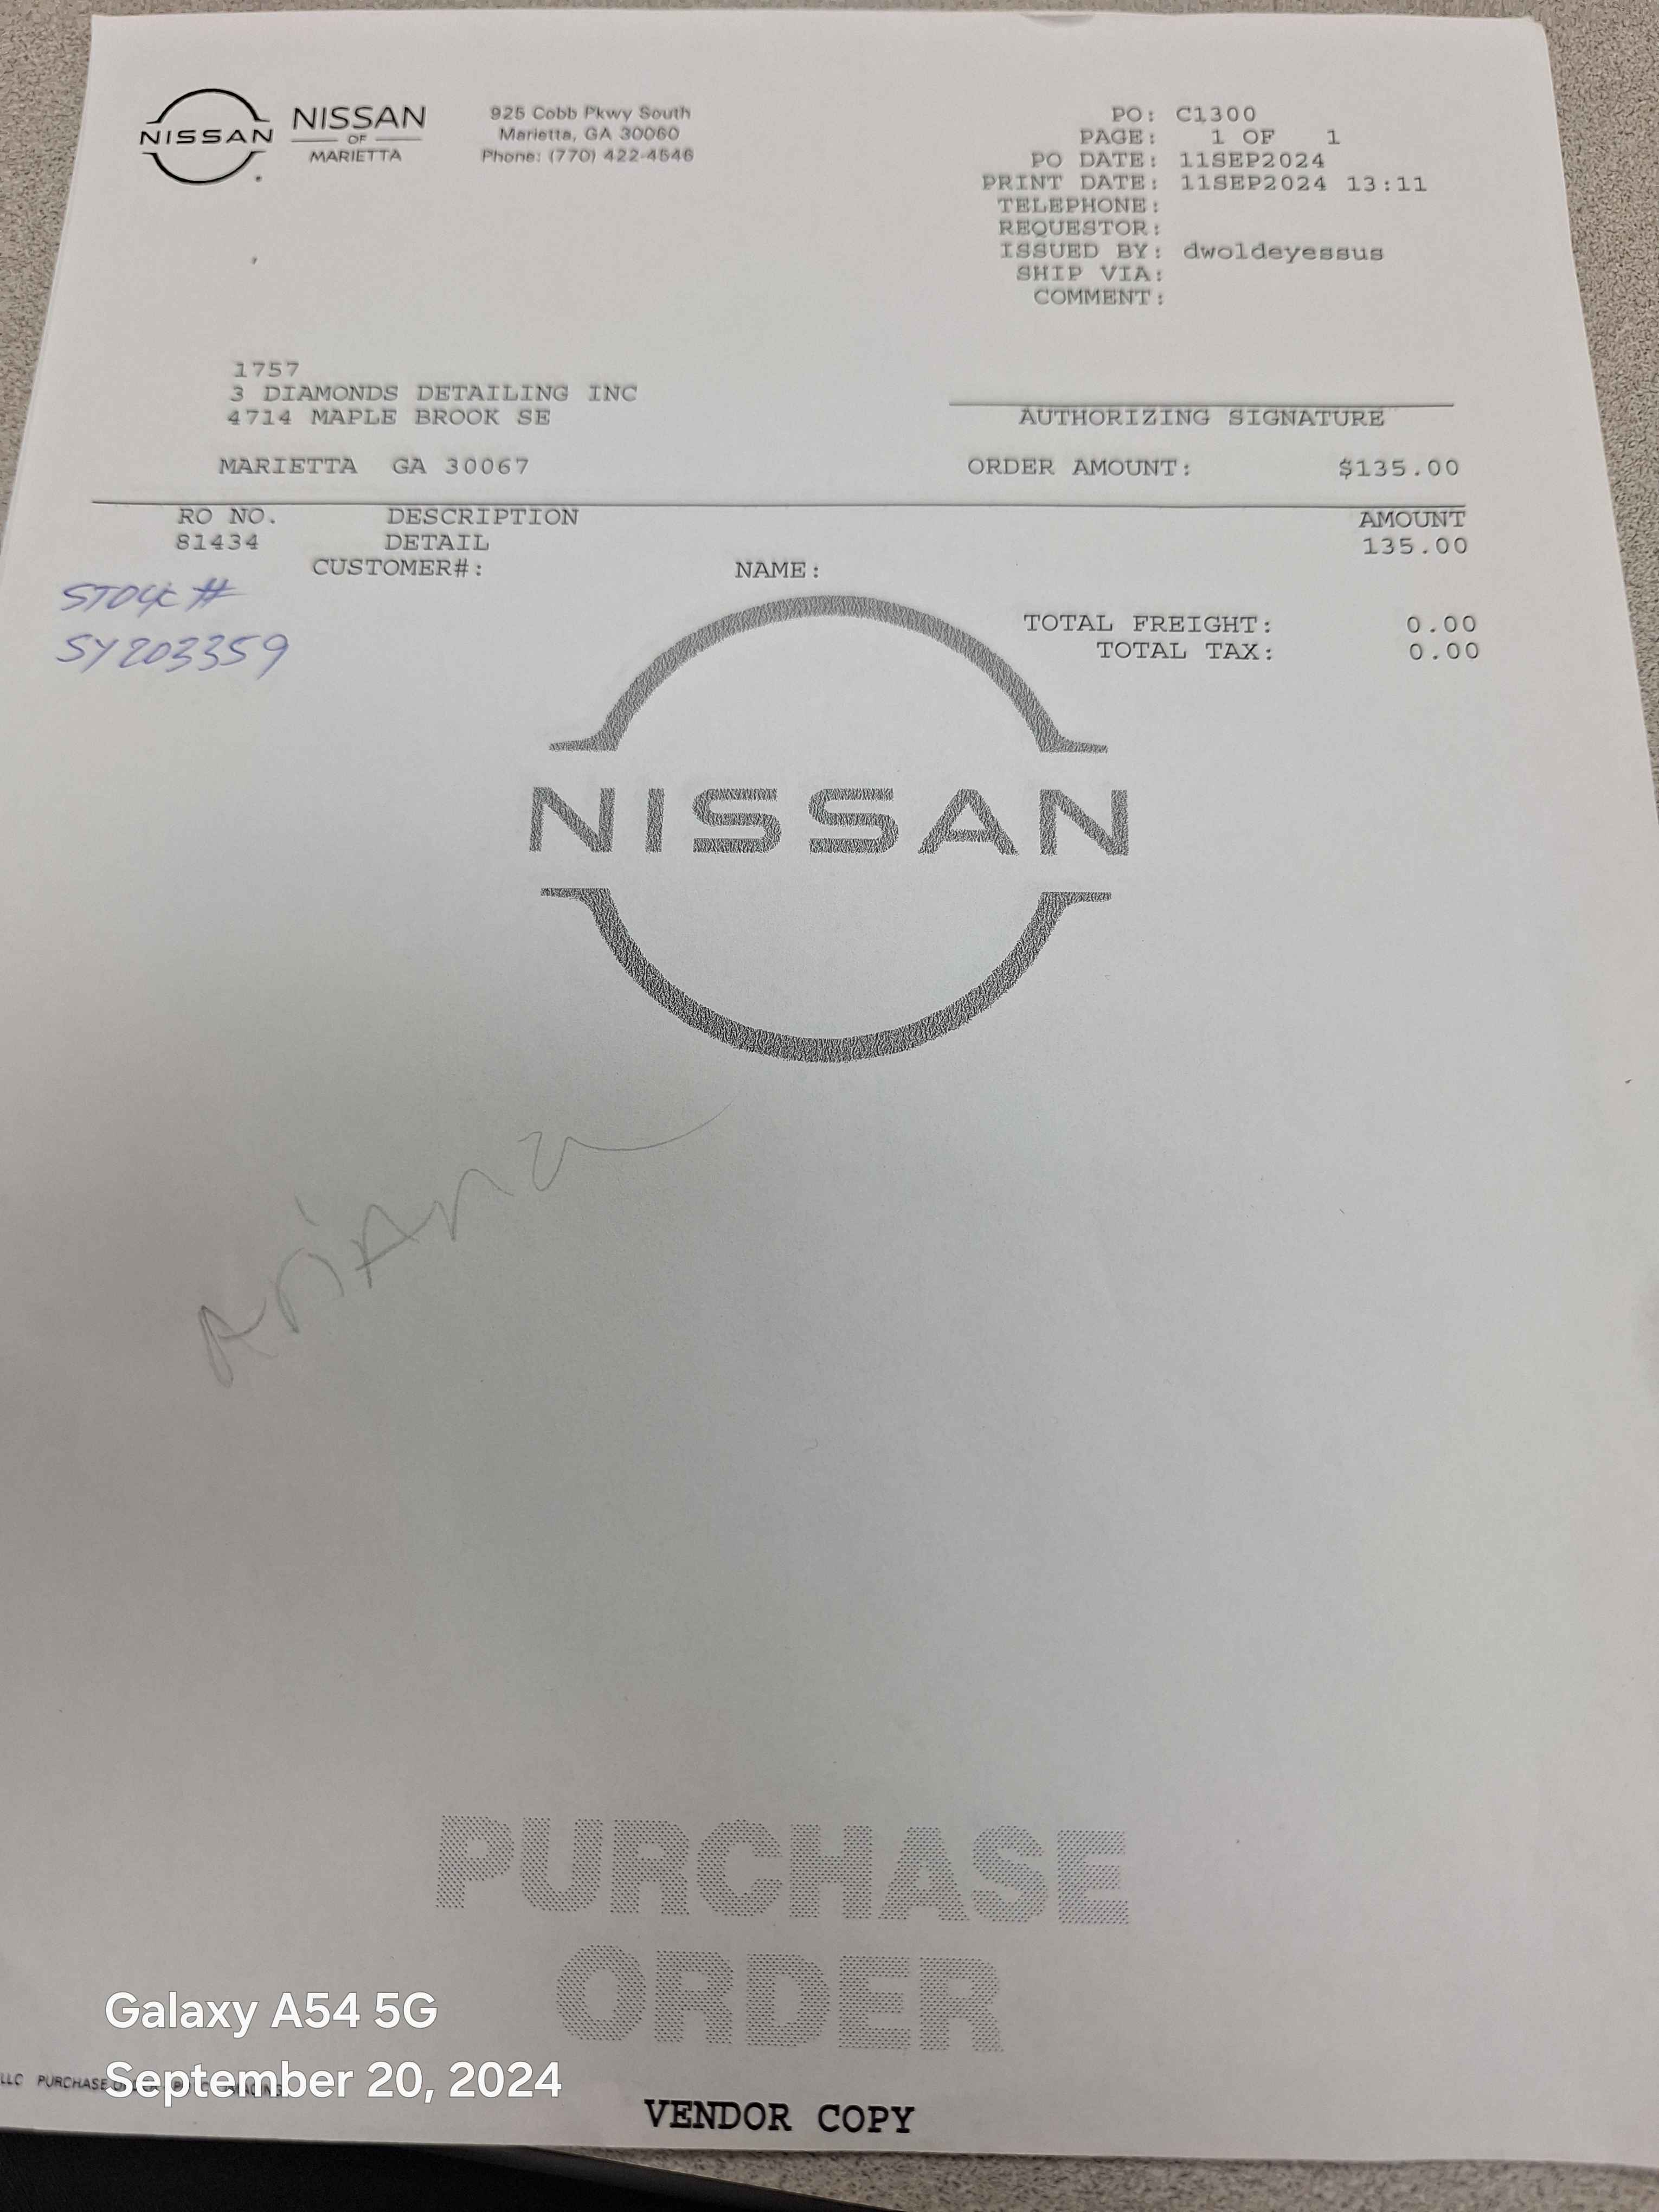 NISSAN
NISSAN
OF
MARIETTA
925 Cobb Pkwy South
Marietta, GA 30060
Phone: (770) 422-4546
PO: C1300
PAGE: 1 OF 1
PO DATE: 11SEP2024
PRINT DATE: 11SEP2024 13:11
TELEPHONE:
REQUESTOR:
ISSUED BY: dwoldeyessus
SHIP VIA:
COMMENT:
1757
3 DIAMONDS DETAILING INC
4714 MAPLE BROOK SE
MARIETTA GA 30067
AUTHORIZING SIGNATURE
ORDER AMOUNT: $135.00
RO NO. DESCRIPTION AMOUNT
81434 DETAIL 135.00
CUSTOMER#: NAME:
STOCK #
SY203359
TOTAL FREIGHT: 0.00
TOTAL TAX: 0.00
NISSAN
AriAna
PURCHASE
ORDER
Galaxy A54 5G
September 20, 2024
LLC PURCHASE
VENDOR COPY